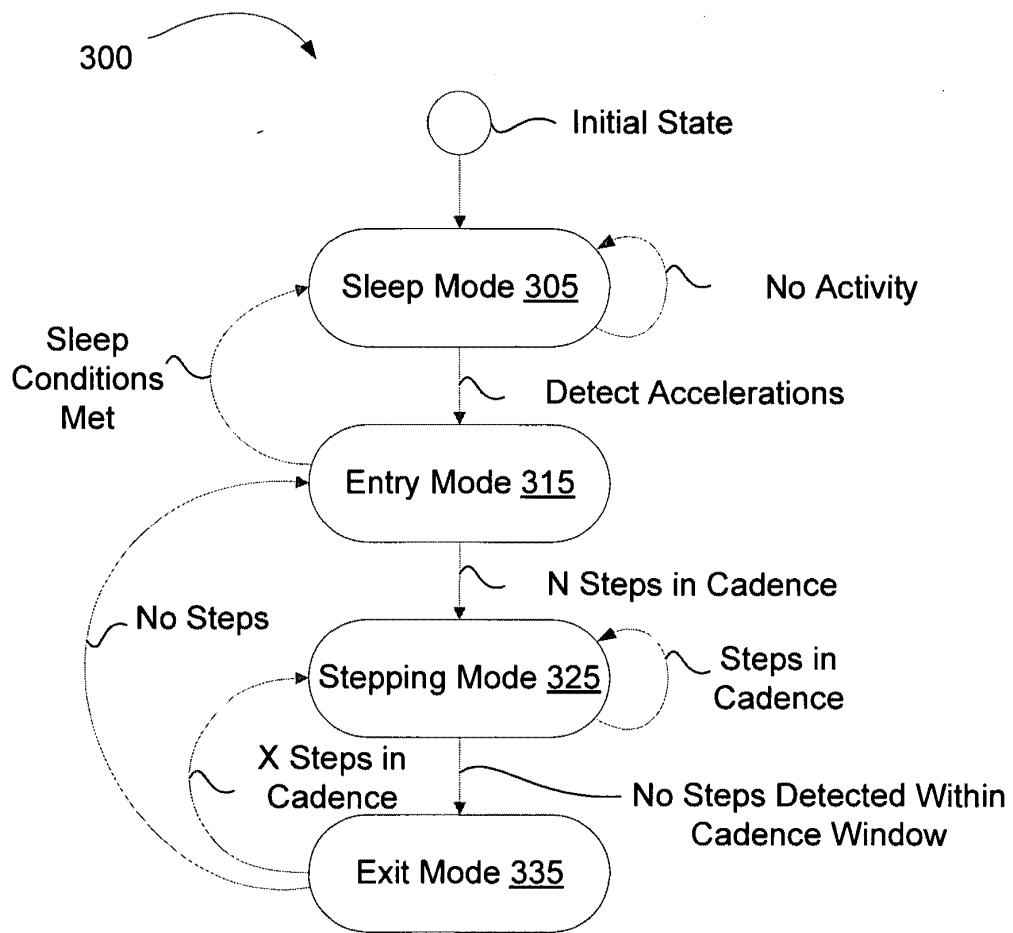 300
Initial State
Sleep Mode 305
No Activity
Sleep
Conditions
Met
Detect Accelerations
Entry Mode 315
N Steps in Cadence
No Steps
Stepping Mode 325
Steps in
Cadence
X Steps in
Cadence
No Steps Detected Within
Cadence Window
Exit Mode 335